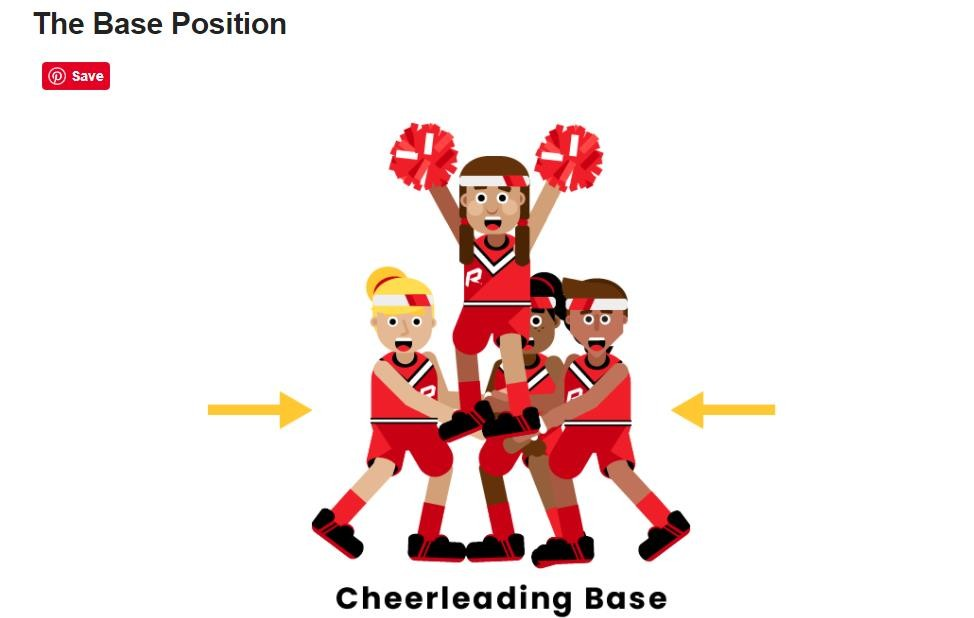 The Base Position
Save
R
R
R
Cheerleading Base